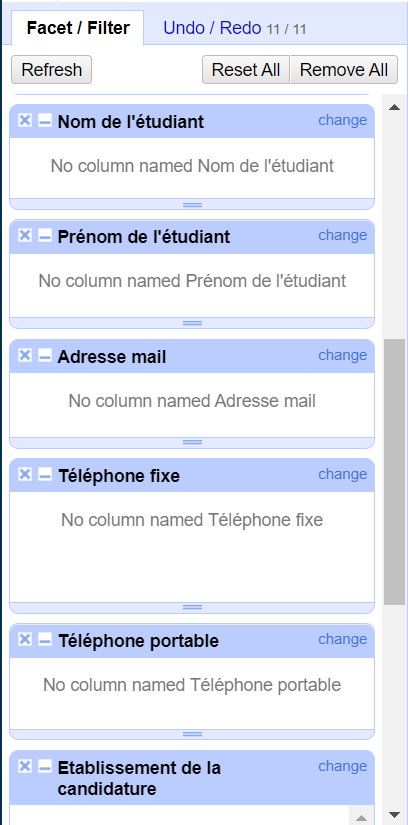 Facet / Filter Undo / Redo 11 / 11
Refresh Reset All Remove All
Nom de l'étudiant change
No column named Nom de l'étudiant
Prénom de l'étudiant change
No column named Prénom de l'étudiant
Adresse mail change
No column named Adresse mail
Téléphone fixe change
No column named Téléphone fixe
Téléphone portable change
No column named Téléphone portable
Etablissement de la change
candidature